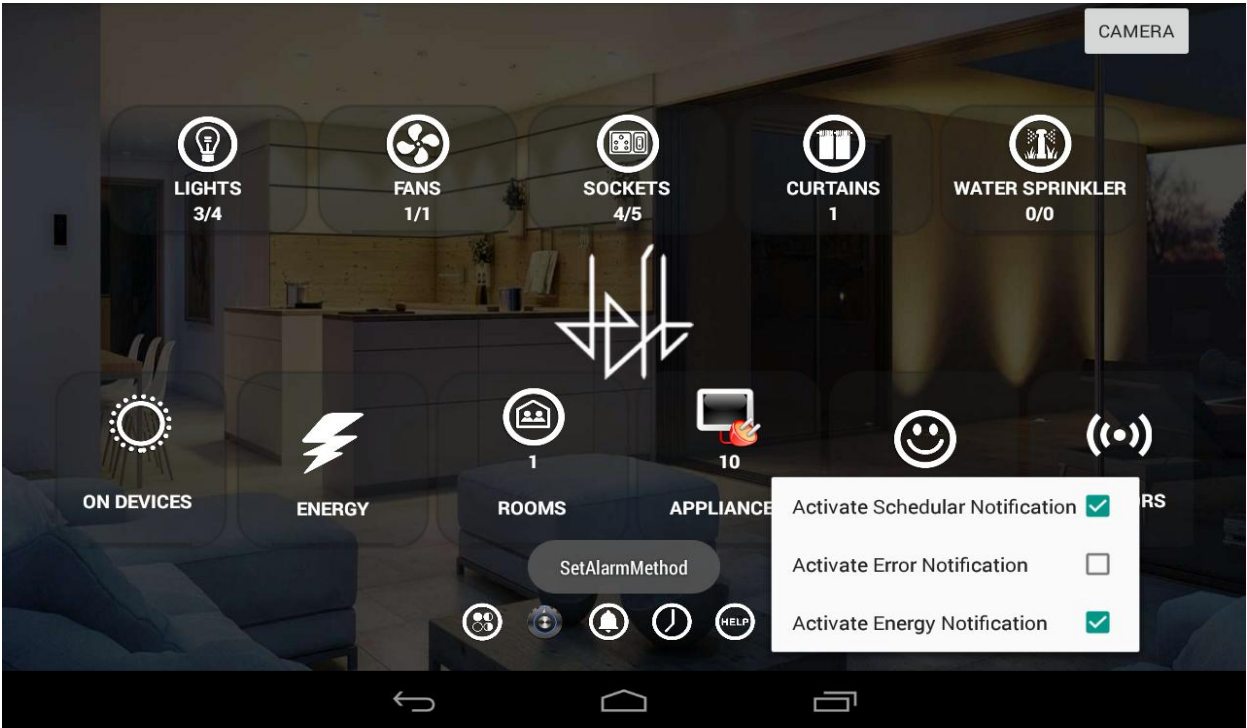 CAMERA
LIGHTS
3/4
FANS
1/1
SOCKETS
4/5
CURTAINS
1
WATER SPRINKLER
0/0
ON DEVICES
ENERGY
1
ROOMS
10
APPLIANCE
RS
Activate Schedular Notification
Activate Error Notification
Activate Energy Notification
SetAlarmMethod
HELP